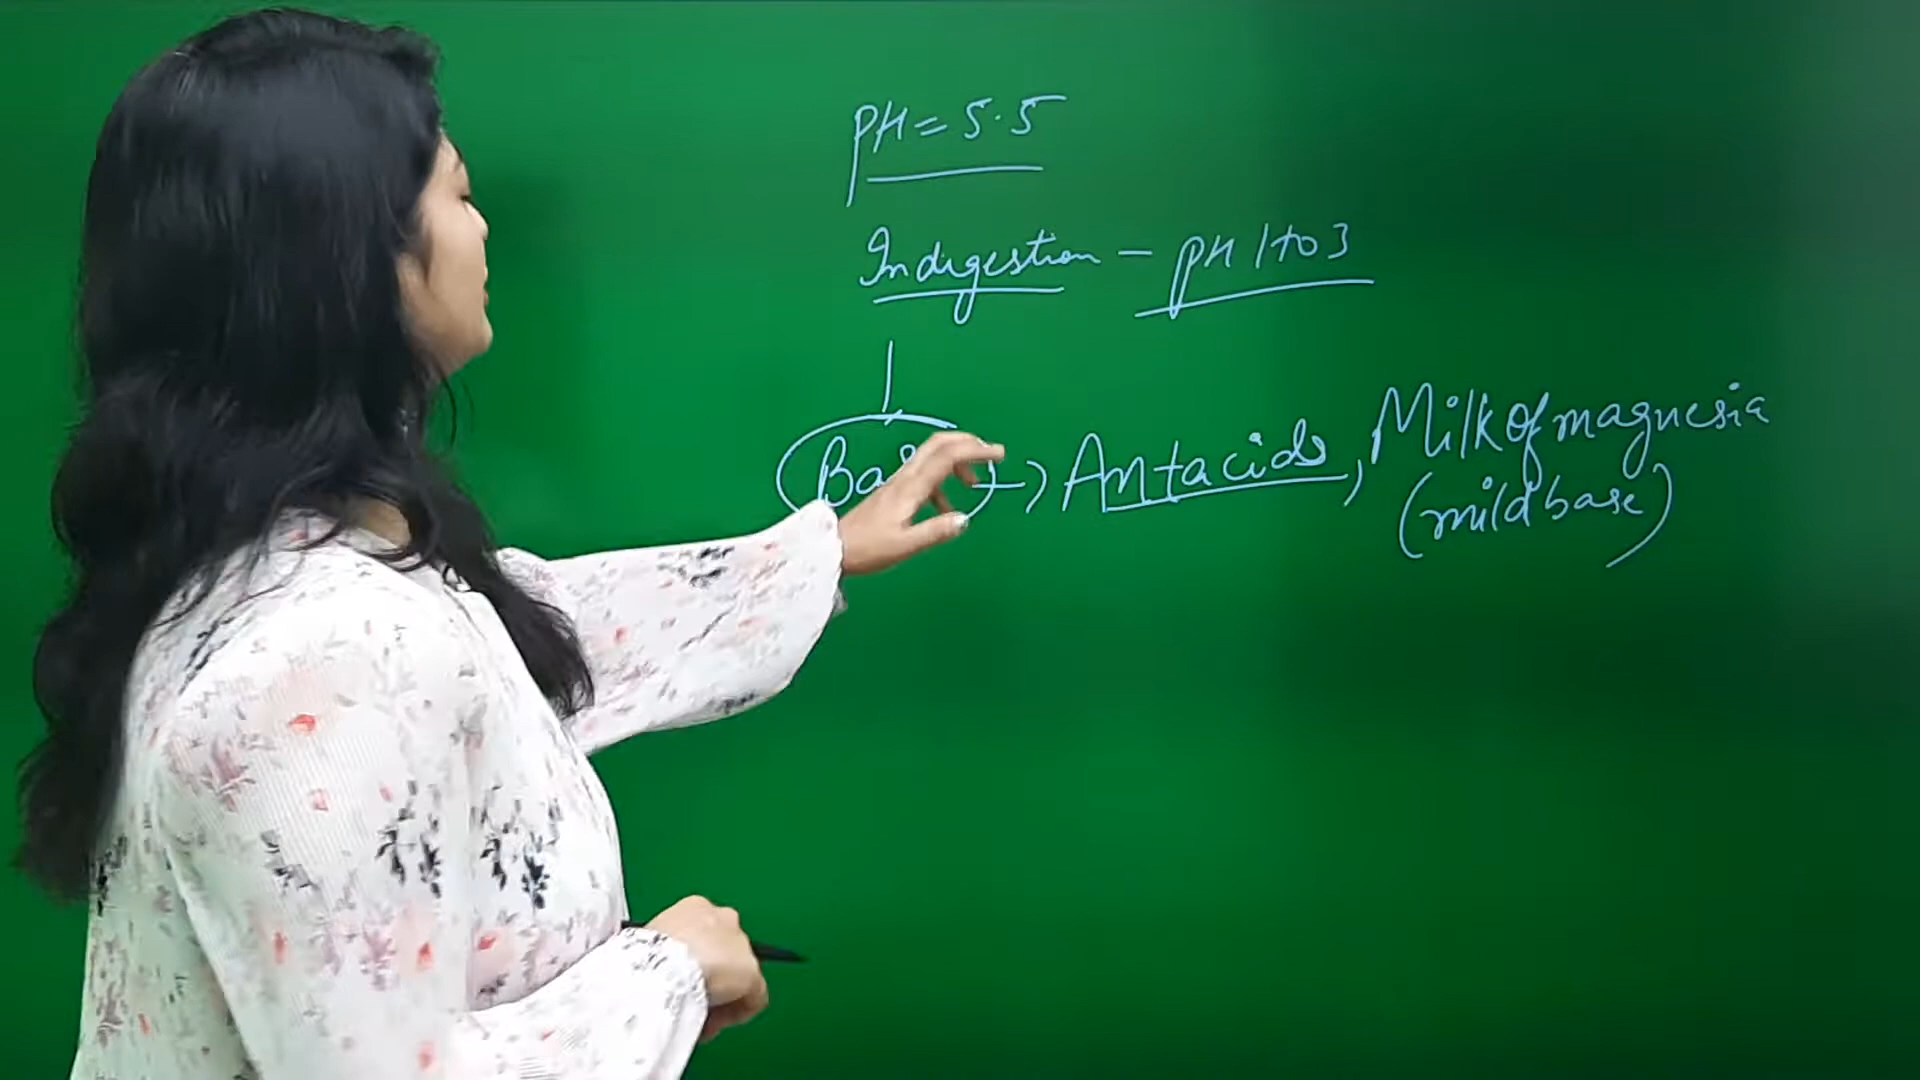 PH = 5.5
Indigestion - PH 1 to 3
→ Antacids, Milk of magnesia
(mild base)